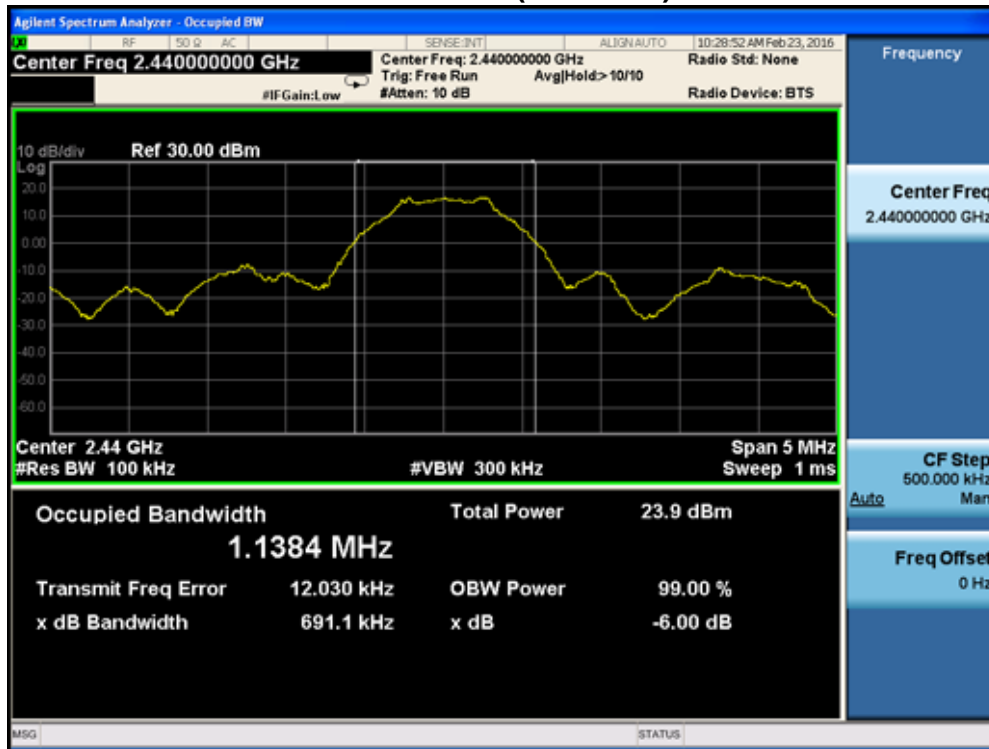 Agilent Spectrum Analyzer - Occupied BW
RF 50 Ω AC SENSE:INT ALIGNAUTO 10:28:52 AM Feb 23, 2016
Center Freq 2.440000000 GHz
Center Freq: 2.440000000 GHz Radio Std: None
Trig: Free Run Avg|Hold:> 10/10
#IFGain:Low #Atten: 10 dB Radio Device: BTS
Frequency
10 dB/div Ref 30.00 dBm
Log
20.0
10.0
0.00
-10.0
-20.0
-30.0
-40.0
-50.0
-60.0
Center Freq
2.440000000 GHz
Center 2.44 GHz Span 5 MHz
#Res BW 100 kHz #VBW 300 kHz Sweep 1 ms
CF Step
500.000 kHz
Auto Man
Occupied Bandwidth Total Power 23.9 dBm
1.1384 MHz
Transmit Freq Error 12.030 kHz OBW Power 99.00 %
x dB Bandwidth 691.1 kHz x dB -6.00 dB
Freq Offset
0 Hz
MSG STATUS